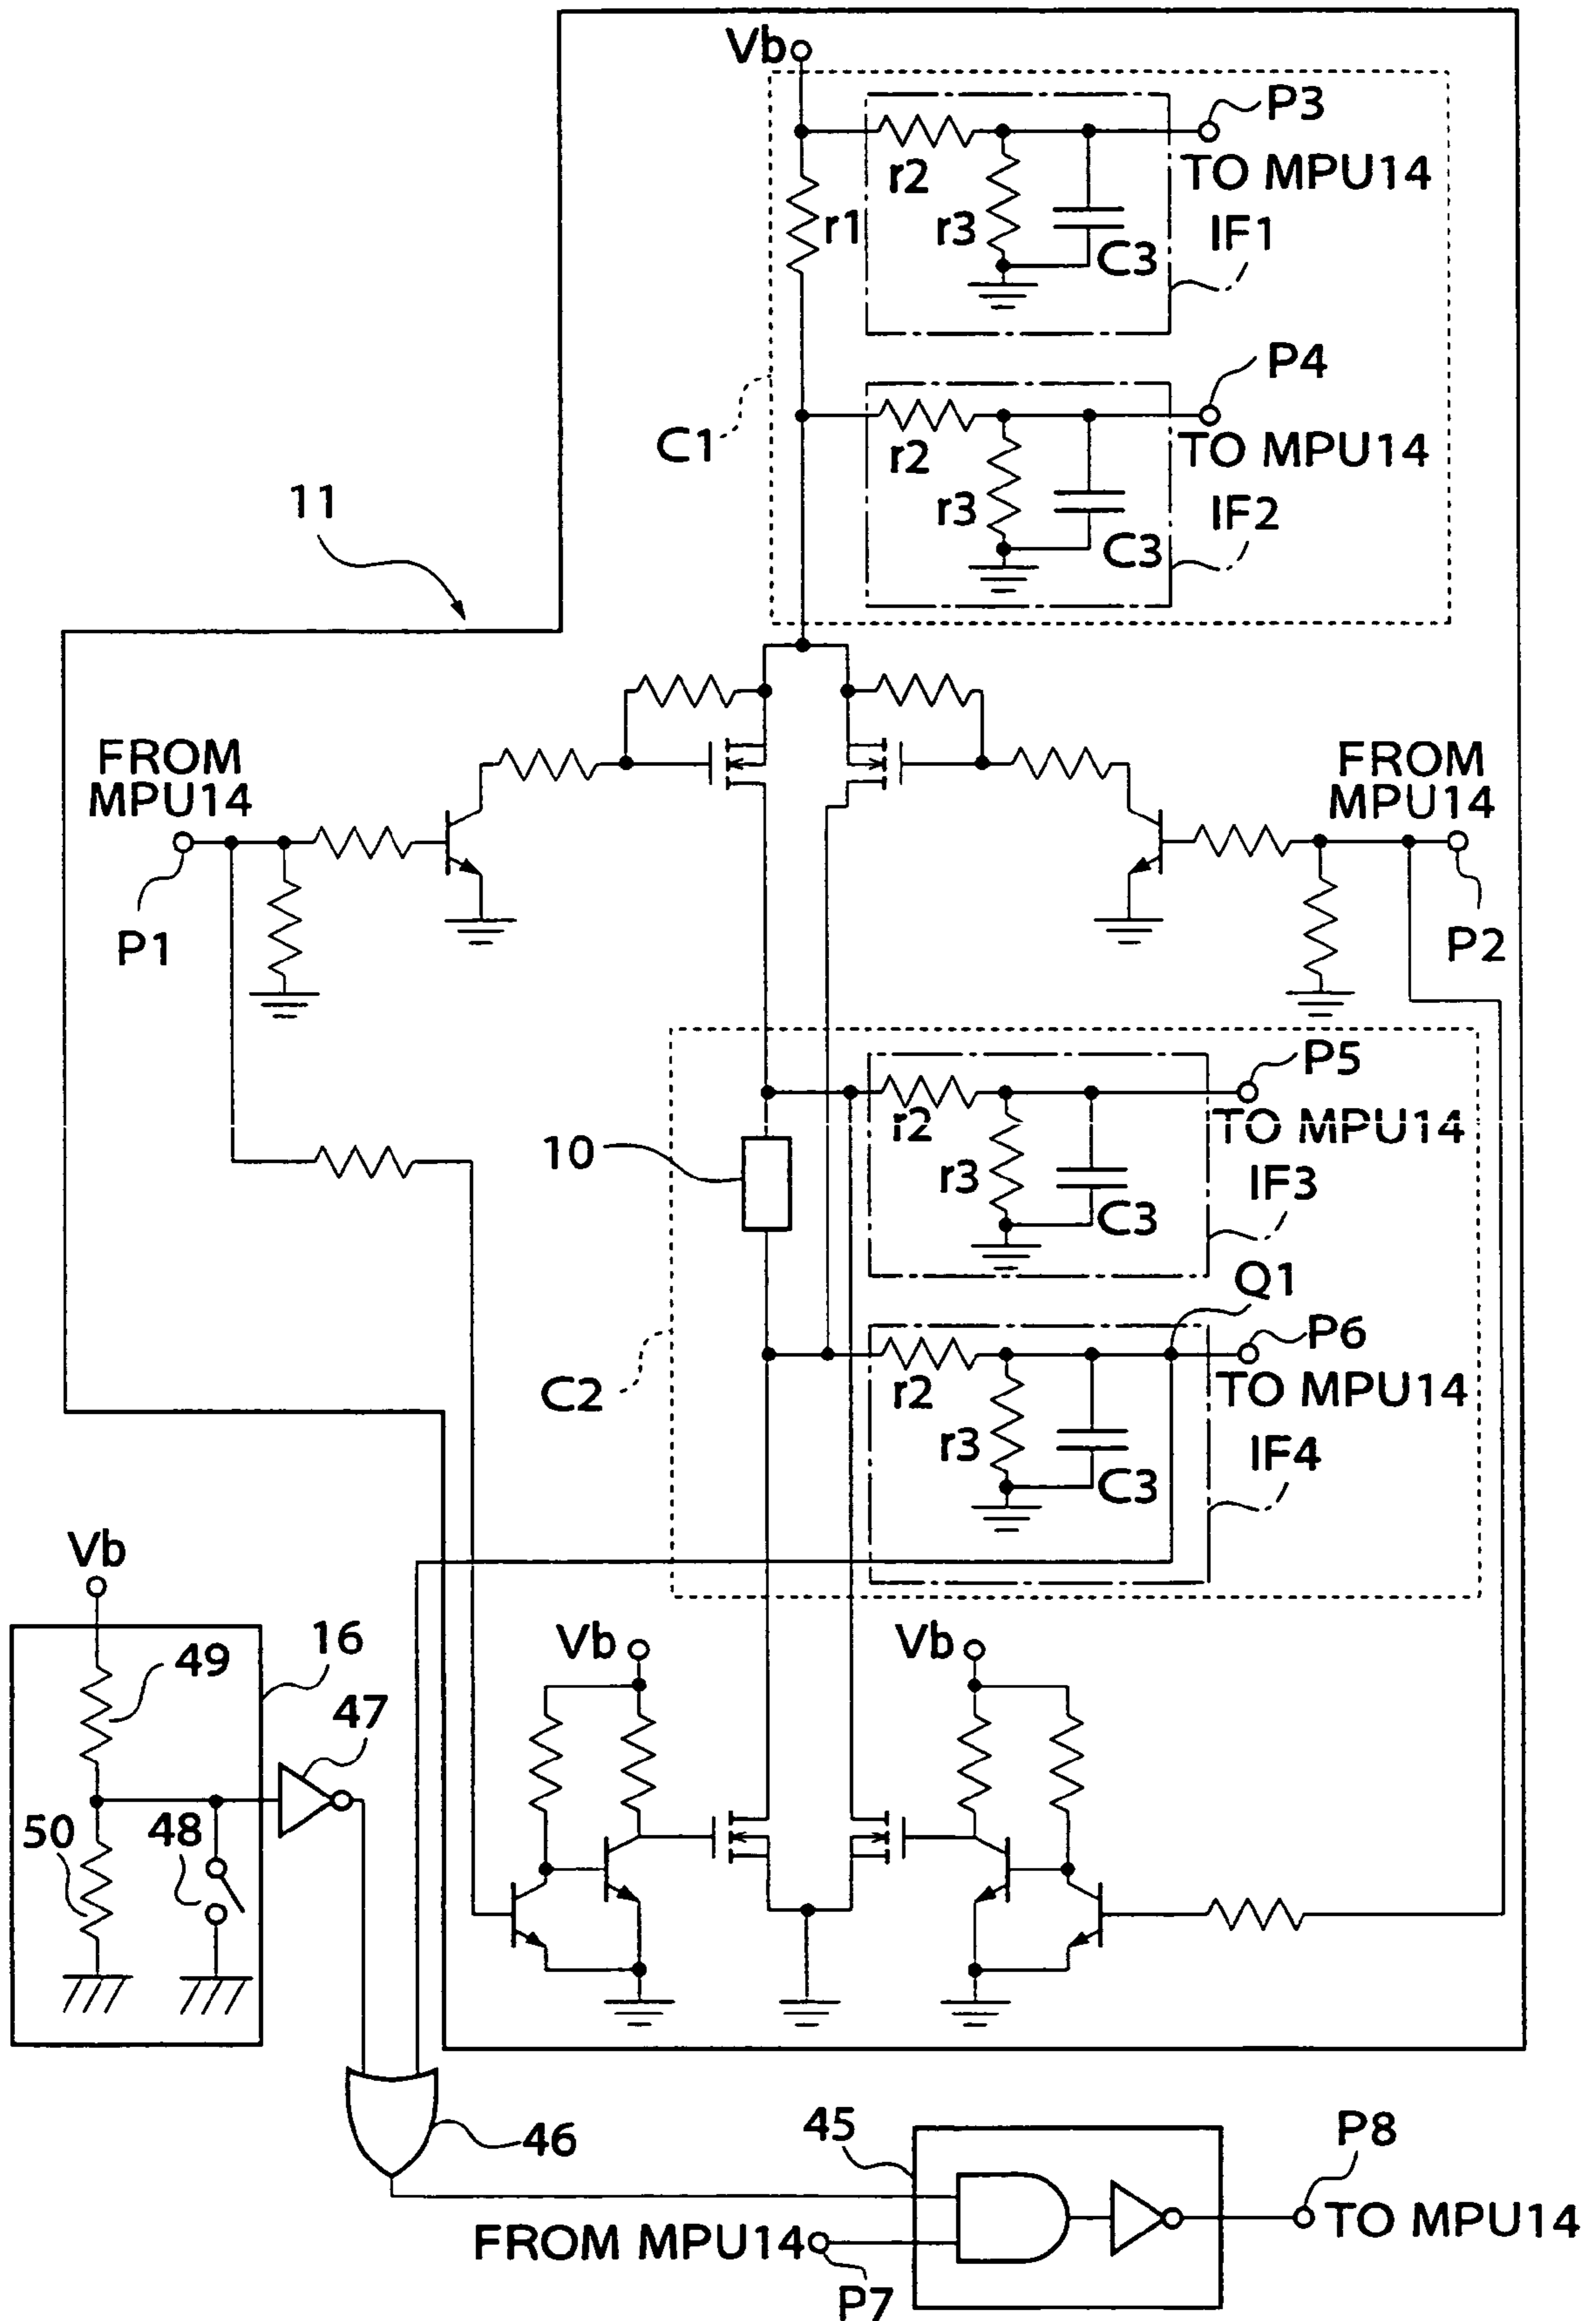 Vb
P3
TO MPU14
r2
r1
r3
C3
IF1
P4
C1
TO MPU14
r2
r3
C3
IF2
11
FROM
MPU14
P1
FROM
MPU14
P2
P5
TO MPU14
r2
10
r3
C3
IF3
Q1
P6
TO MPU14
C2
r2
r3
C3
IF4
Vb
16
49
47
50
48
Vb
Vb
46
45
P8
TO MPU14
FROM MPU14
P7